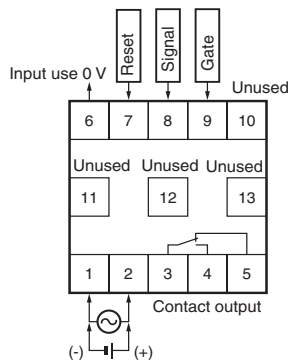 Reset
Signal
Gate
Input use 0 V
Unused
6 7 8 9 10
Unused Unused Unused
11 12 13
1 2 3 4 5
Contact output
(-) (+)